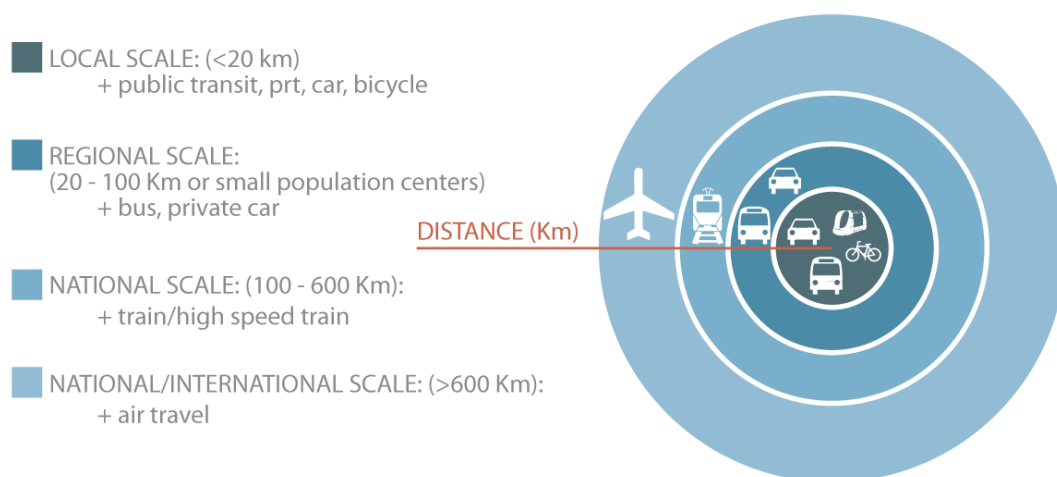 LOCAL SCALE: (<20 km)
+ public transit, prt, car, bicycle
REGIONAL SCALE:
(20 - 100 Km or small population centers)
+ bus, private car
DISTANCE (Km)
NATIONAL SCALE: (100 - 600 Km):
+ train/high speed train
NATIONAL/INTERNATIONAL SCALE: (>600 Km):
+ air travel